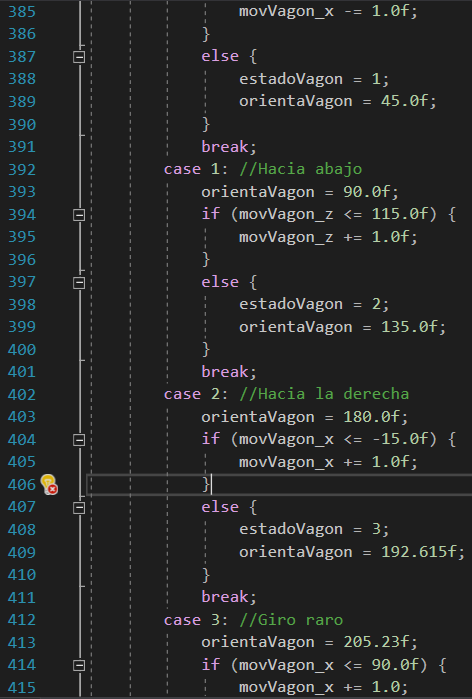 385 movVagon_x -= 1.0f;
386 }
387 else {
388 estadoVagon = 1;
389 orientaVagon = 45.0f;
390 }
391 break;
392 case 1: //Hacia abajo
393 orientaVagon = 90.0f;
394 if (movVagon_z <= 115.0f) {
395 movVagon_z += 1.0f;
396 }
397 else {
398 estadoVagon = 2;
399 orientaVagon = 135.0f;
400 }
401 break;
402 case 2: //Hacia la derecha
403 orientaVagon = 180.0f;
404 if (movVagon_x <= -15.0f) {
405 movVagon_x += 1.0f;
406 }
407 else {
408 estadoVagon = 3;
409 orientaVagon = 192.615f;
410 }
411 break;
412 case 3: //Giro raro
413 orientaVagon = 205.23f;
414 if (movVagon_x <= 90.0f) {
415 movVagon_x += 1.0;